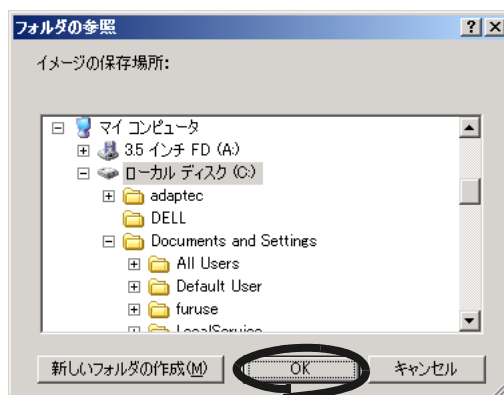 フォルダの参照
イメージの保存場所:
マイ コンピュータ
3.5 インチ FD (A:)
ローカル ディスク (C:)
adaptec
DELL
Documents and Settings
All Users
Default User
furuse
LocalService
新しいフォルダの作成(M) OK キャンセル